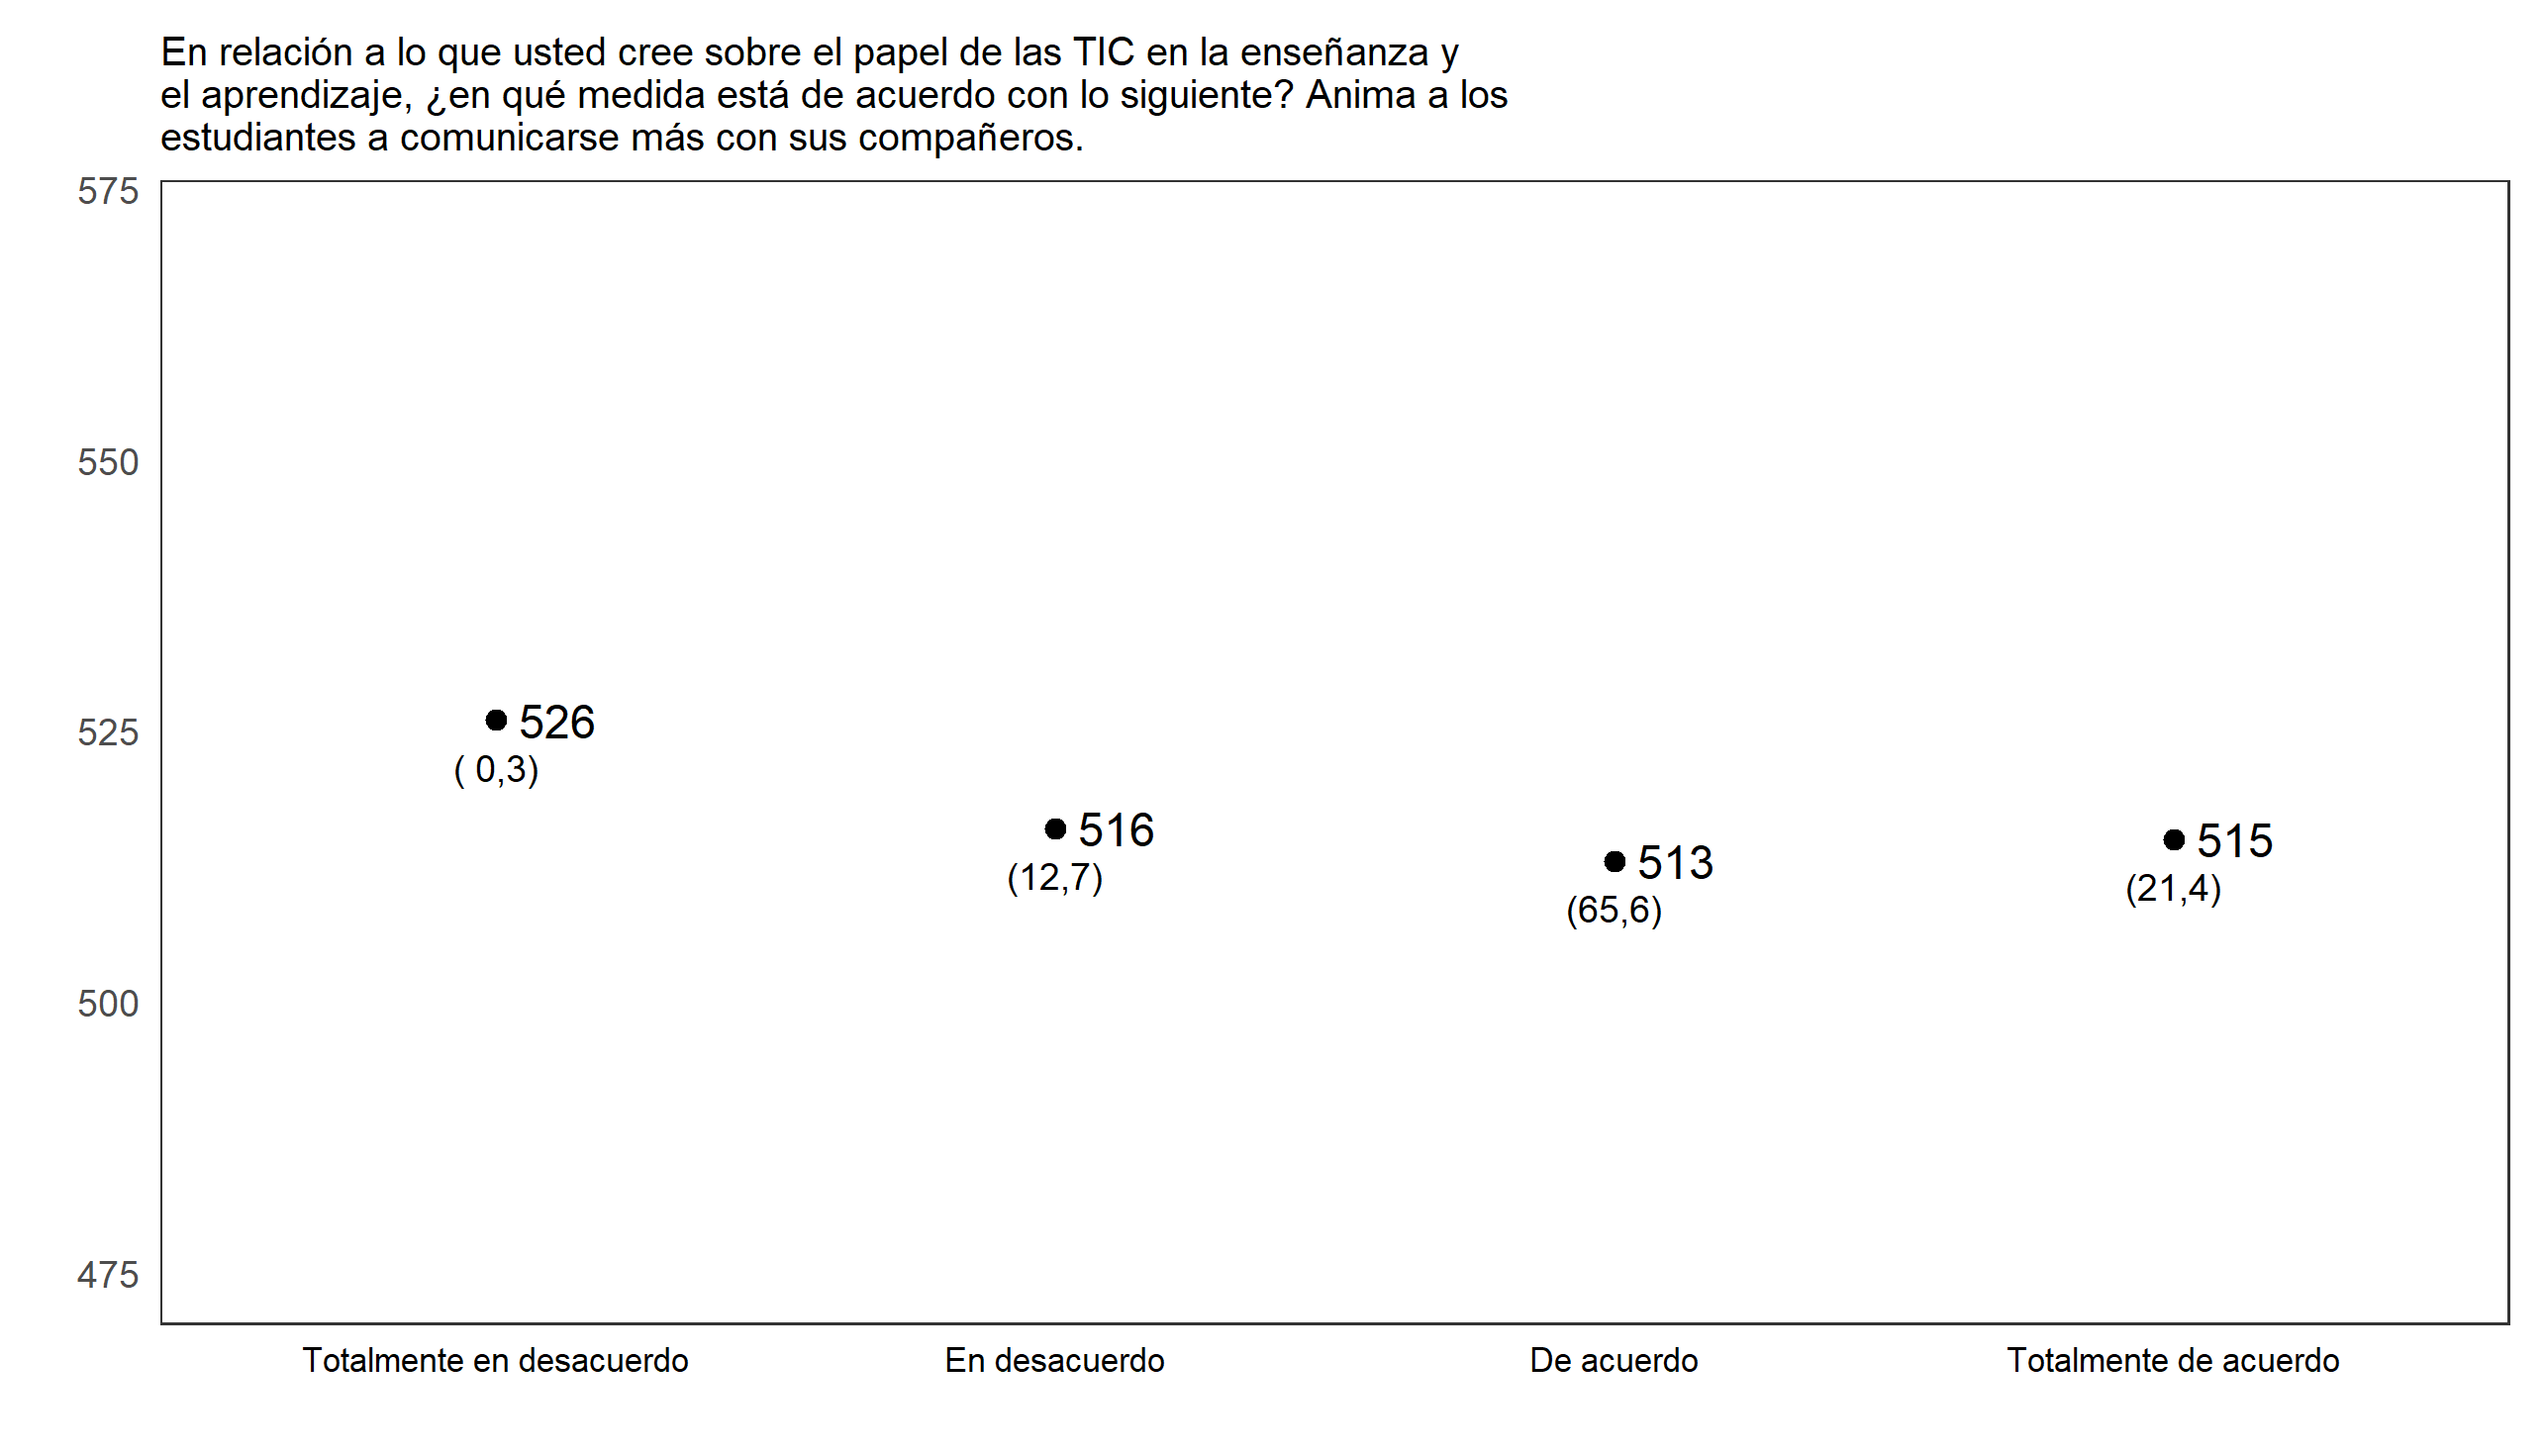 En relación a lo que usted cree sobre el papel de las TIC en la enseñanza y
el aprendizaje, ¿en qué medida está de acuerdo con lo siguiente? Anima a los
estudiantes a comunicarse más con sus compañeros.
575
550
525
500
475
526
( 0,3)
516
(12,7)
513
(65,6)
515
(21,4)
Totalmente en desacuerdo
En desacuerdo
De acuerdo
Totalmente de acuerdo